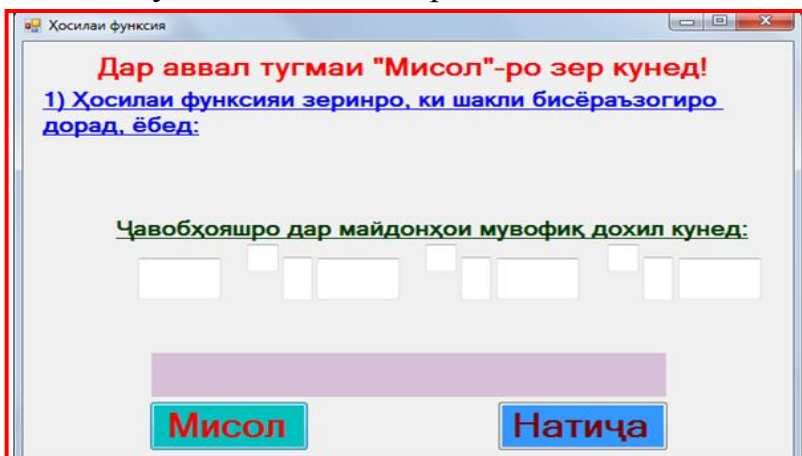 Ҳосилаи функсия
Дар аввал тугмаи "Мисол"-ро зер кунед!
1) Ҳосилаи функсияи зеринро, ки шакли бисёраъзогиро
дорад, ёбед:
Ҷавобҳояшро дар майдонҳои мувофиқ дохил кунед:
Мисол
Натиҷа